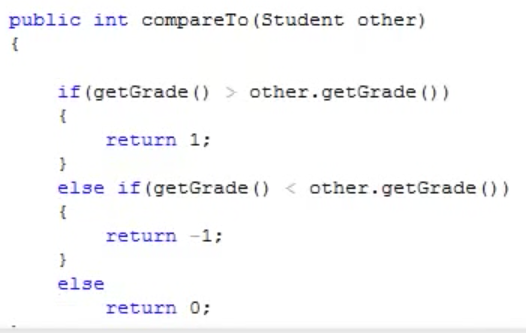 public int compareTo(Student other)
{
if(getGrade() > other.getGrade())
{
return 1;
}
else if(getGrade() < other.getGrade())
{
return -1;
}
else
return 0;